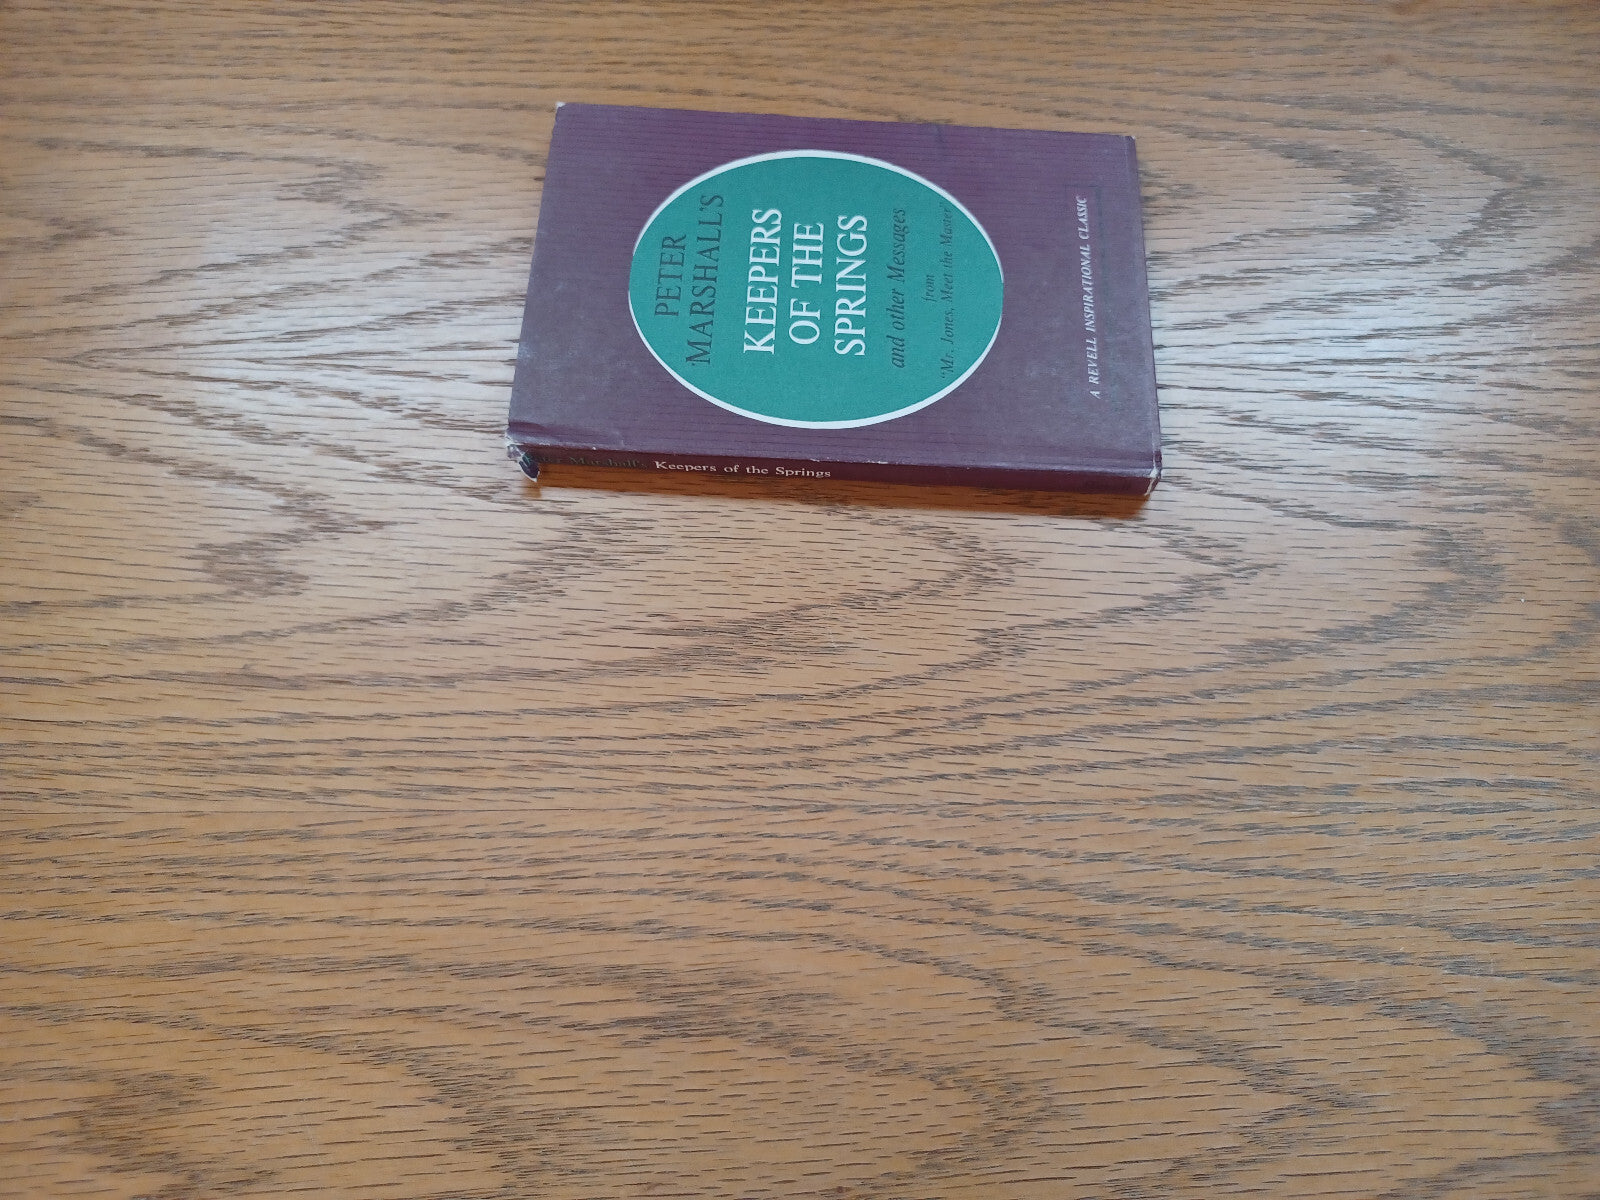 PETER
MARSHALL'S
KEEPERS
OF THE
SPRINGS
and other Messages
from
"Mr. Jones, Meet the Master"
A REVELL INSPIRATIONAL CLASSIC
Peter Marshall's Keepers of the Springs